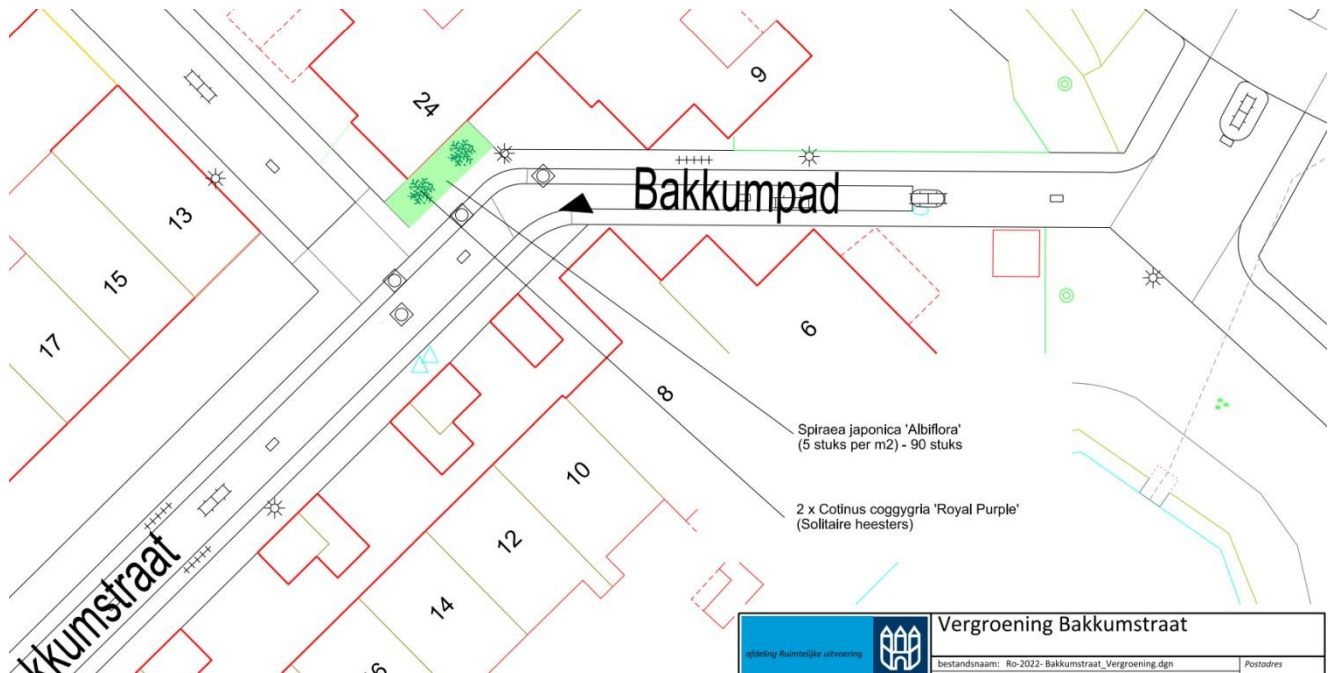 24
9
Bakkumpad
13
15
17
6
8
Spiraea japonica 'Albiflora'
(5 stuks per m2) - 90 stuks
2 x Cotinus coggygria 'Royal Purple'
(Solitaire heesters)
10
12
14
kkumstraat
Vergroening Bakkumstraat
afdeling Ruimtelijke uitvoering
bestandsnaam: Ro-2022- Bakkumstraat_Vergroening.dgn
Postadres